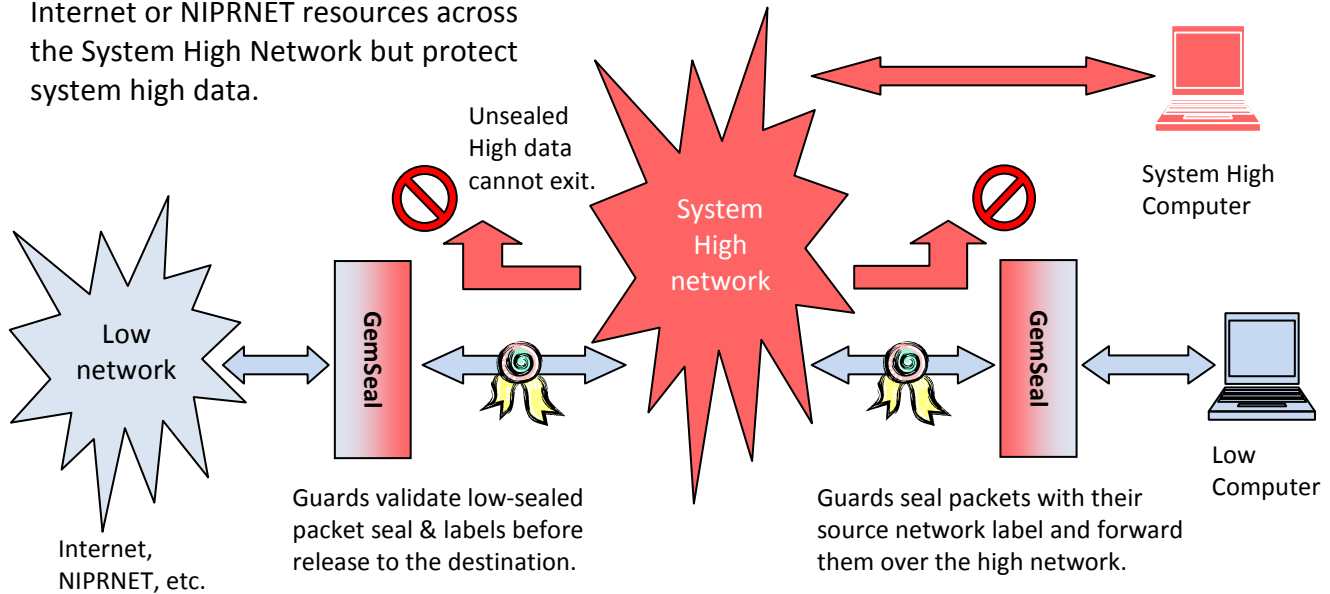 Internet or NIPRNET resources across
the System High Network but protect
system high data.
Unsealed
High data
cannot exit.
System High
Computer
System
High
network
Low
network
GemSeal
GemSeal
Low
Computer
Guards validate low-sealed
packet seal & labels before
release to the destination.
Guards seal packets with their
source network label and forward
them over the high network.
Internet,
NIPRNET, etc.